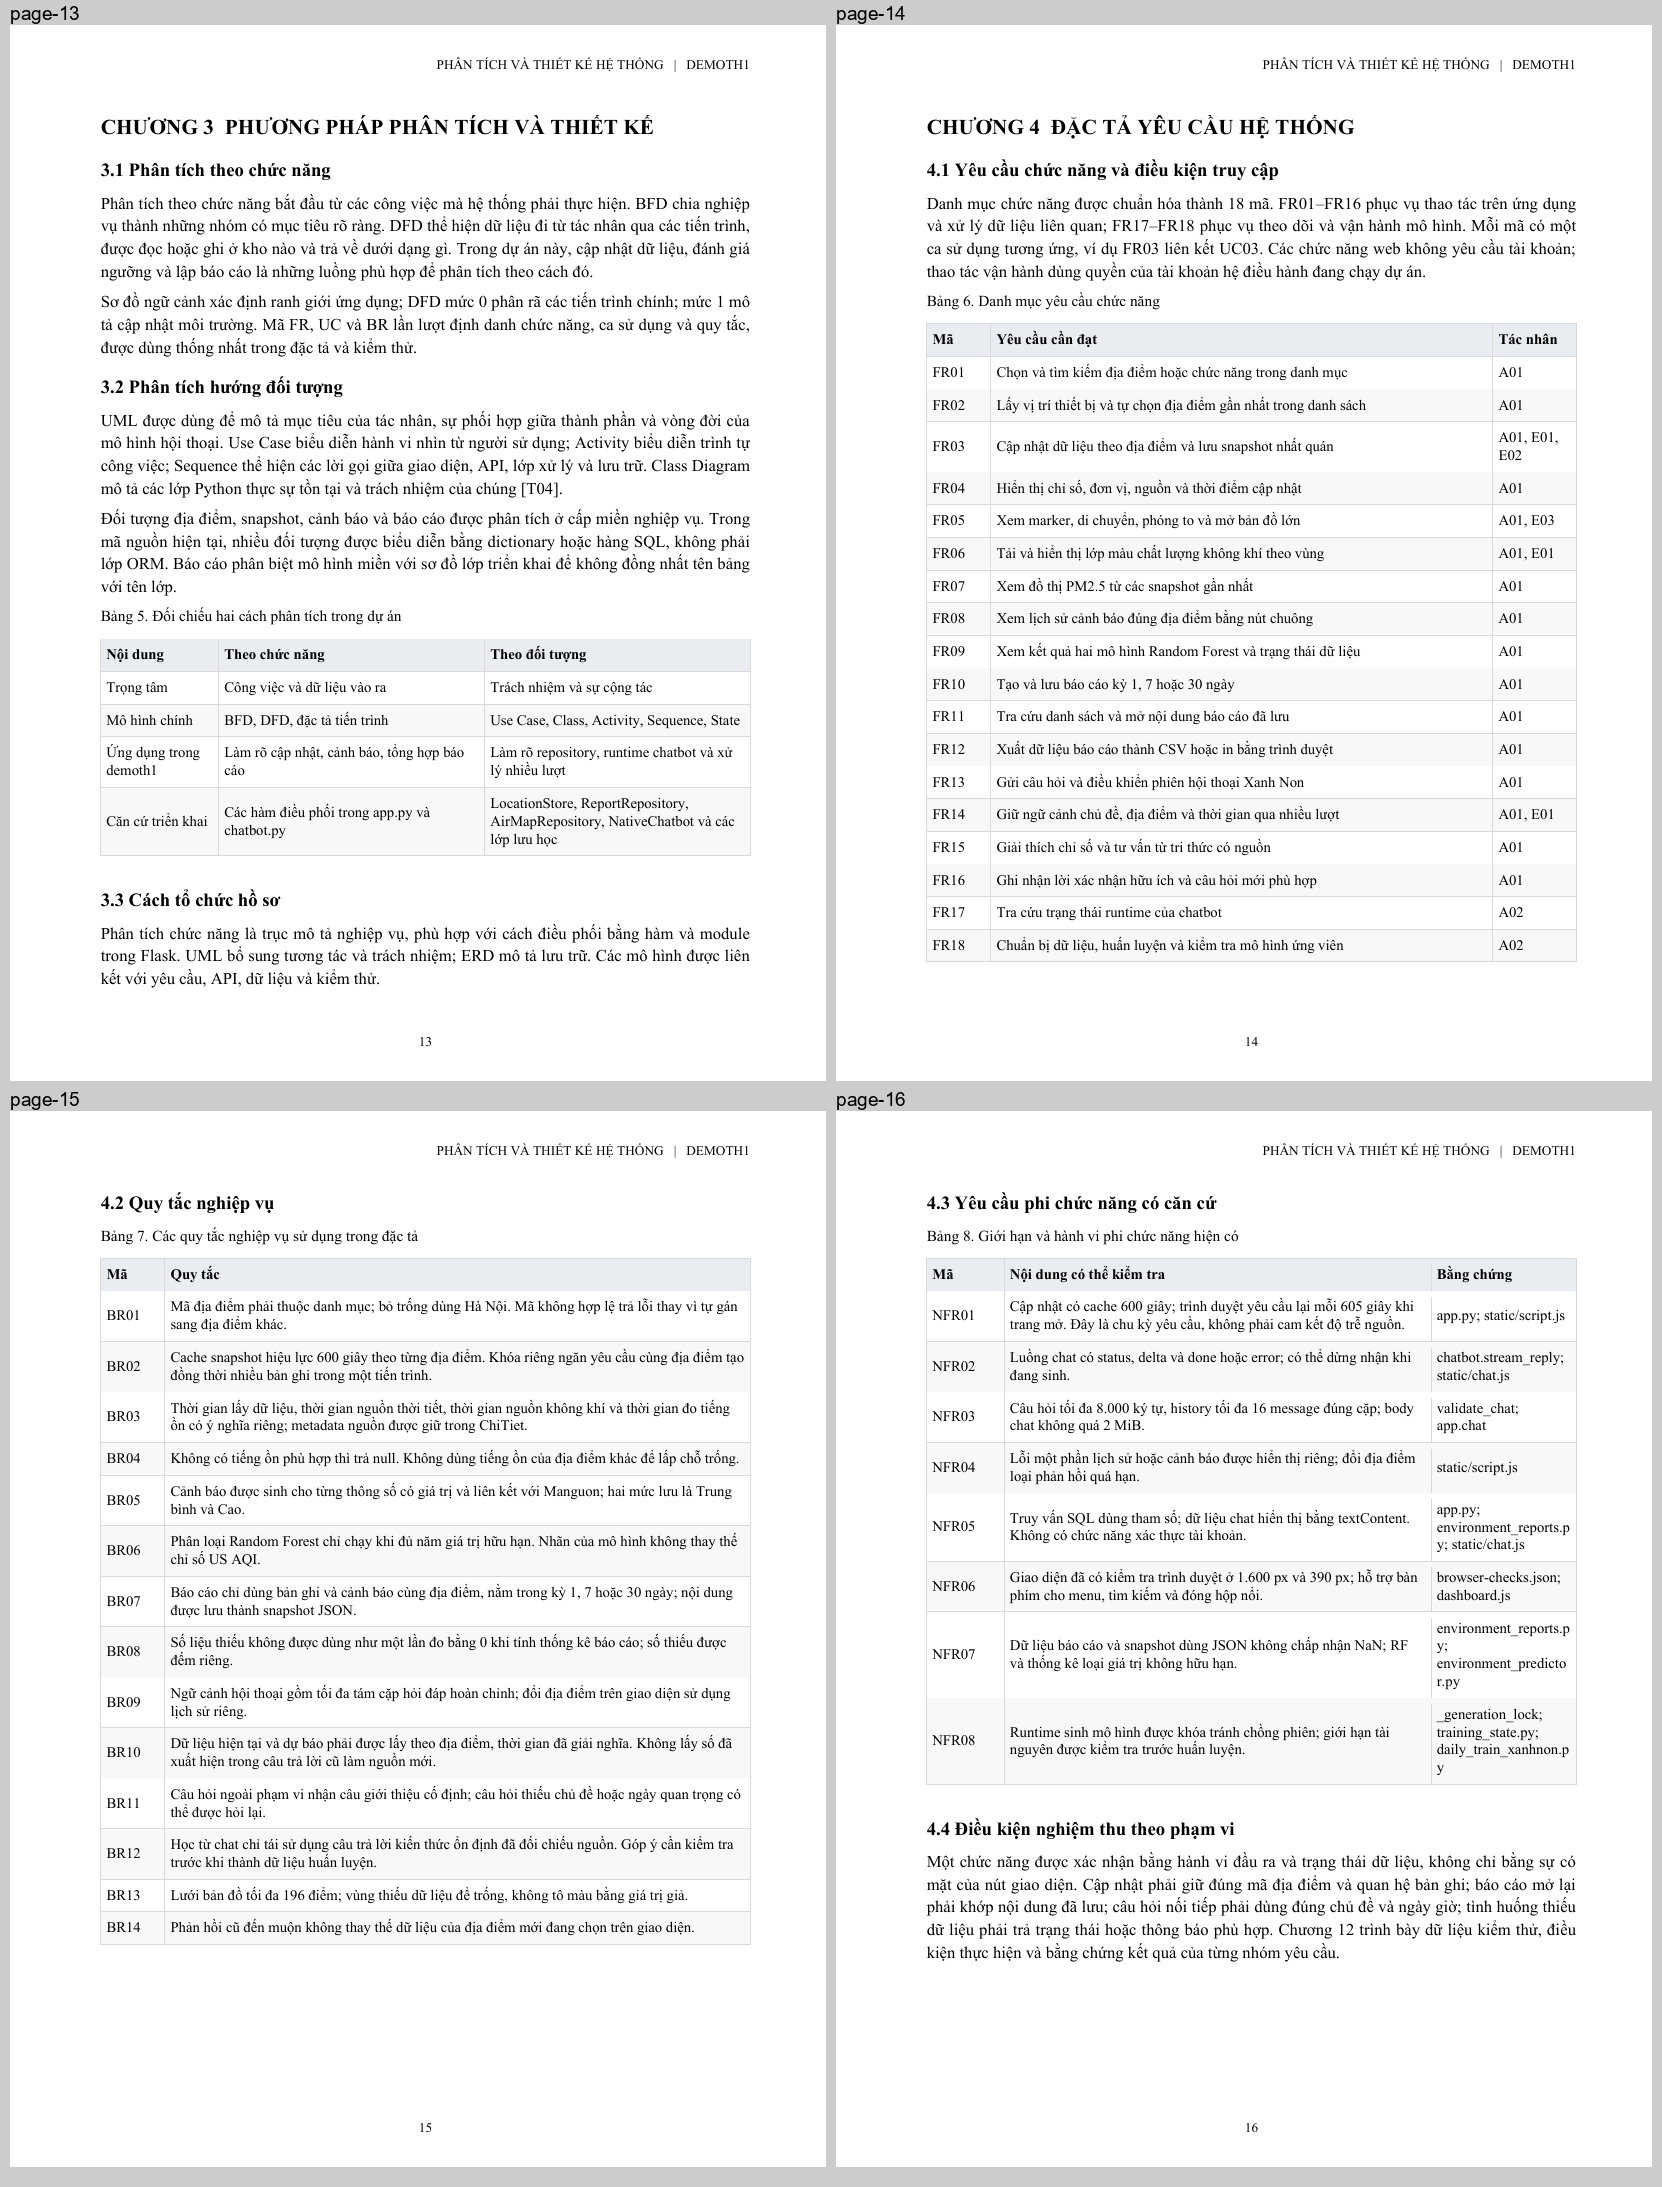 page-13
PHÂN TÍCH VÀ THIẾT KẾ HỆ THỐNG | DEMOTH1
CHƯƠNG 3 PHƯƠNG PHÁP PHÂN TÍCH VÀ THIẾT KẾ
3.1 Phân tích theo chức năng
Phân tích theo chức năng bắt đầu từ các công việc mà hệ thống phải thực hiện. BFD chia nghiệp
vụ thành những nhóm có mục tiêu rõ ràng. DFD thể hiện dữ liệu đi từ tác nhân qua các tiến trình,
được đọc hoặc ghi ở kho nào và trả về dưới dạng gì. Trong dự án này, cập nhật dữ liệu, đánh giá
ngưỡng và lập báo cáo là những luồng phù hợp để phân tích theo cách đó.
Sơ đồ ngữ cảnh xác định ranh giới ứng dụng; DFD mức 0 phân rã các tiến trình chính; mức 1 mô
tả cập nhật môi trường. Mã FR, UC và BR lần lượt định danh chức năng, ca sử dụng và quy tắc,
được dùng thống nhất trong đặc tả và kiểm thử.
3.2 Phân tích hướng đối tượng
UML được dùng để mô tả mục tiêu của tác nhân, sự phối hợp giữa thành phần và vòng đời của
mô hình hội thoại. Use Case biểu diễn hành vi nhìn từ người sử dụng; Activity biểu diễn trình tự
công việc; Sequence thể hiện các lời gọi giữa giao diện, API, lớp xử lý và lưu trữ. Class Diagram
mô tả các lớp Python thực sự tồn tại và trách nhiệm của chúng [T04].
Đối tượng địa điểm, snapshot, cảnh báo và báo cáo được phân tích ở cấp miền nghiệp vụ. Trong
mã nguồn hiện tại, nhiều đối tượng được biểu diễn bằng dictionary hoặc hàng SQL, không phải
lớp ORM. Báo cáo phân biệt mô hình miền với sơ đồ lớp triển khai để không đồng nhất tên bảng
với tên lớp.
Bảng 5. Đối chiếu hai cách phân tích trong dự án
Nội dung Theo chức năng Theo đối tượng
Trọng tâm Công việc và dữ liệu vào ra Trách nhiệm và sự cộng tác
Mô hình chính BFD, DFD, đặc tả tiến trình Use Case, Class, Activity, Sequence, State
Ứng dụng trong Làm rõ cập nhật, cảnh báo, tổng hợp báo Làm rõ repository, runtime chatbot và xử
demoth1 cáo lý nhiều lượt
Căn cứ triển khai Các hàm điều phối trong app.py và chatbot.py LocationStore, ReportRepository,
AirMapRepository, NativeChatbot và các
lớp lưu học
3.3 Cách tổ chức hồ sơ
Phân tích chức năng là trục mô tả nghiệp vụ, phù hợp với cách điều phối bằng hàm và module
trong Flask. UML bổ sung tương tác và trách nhiệm; ERD mô tả lưu trữ. Các mô hình được liên
kết với yêu cầu, API, dữ liệu và kiểm thử.
13
page-14
PHÂN TÍCH VÀ THIẾT KẾ HỆ THỐNG | DEMOTH1
CHƯƠNG 4 ĐẶC TẢ YÊU CẦU HỆ THỐNG
4.1 Yêu cầu chức năng và điều kiện truy cập
Danh mục chức năng được chuẩn hóa thành 18 mã. FR01–FR16 phục vụ thao tác trên ứng dụng
và xử lý dữ liệu liên quan; FR17–FR18 phục vụ theo dõi và vận hành mô hình. Mỗi mã có một
ca sử dụng tương ứng, ví dụ FR03 liên kết UC03. Các chức năng web không yêu cầu tài khoản;
thao tác vận hành dùng quyền của tài khoản hệ điều hành đang chạy dự án.
Bảng 6. Danh mục yêu cầu chức năng
Mã Yêu cầu cần đạt Tác nhân
FR01 Chọn và tìm kiếm địa điểm hoặc chức năng trong danh mục A01
FR02 Lấy vị trí thiết bị và tự chọn địa điểm gần nhất trong danh sách A01
FR03 Cập nhật dữ liệu theo địa điểm và lưu snapshot nhất quán A01, E01,
E02
FR04 Hiển thị chỉ số, đơn vị, nguồn và thời điểm cập nhật A01
FR05 Xem marker, di chuyển, phóng to và mở bản đồ lớn A01, E03
FR06 Tải và hiển thị lớp màu chất lượng không khí theo vùng A01, E01
FR07 Xem đồ thị PM2.5 từ các snapshot gần nhất A01
FR08 Xem lịch sử cảnh báo đúng địa điểm bằng nút chuông A01
FR09 Xem kết quả hai mô hình Random Forest và trạng thái dữ liệu A01
FR10 Tạo và lưu báo cáo kỳ 1, 7 hoặc 30 ngày A01
FR11 Tra cứu danh sách và mở nội dung báo cáo đã lưu A01
FR12 Xuất dữ liệu báo cáo thành CSV hoặc in bằng trình duyệt A01
FR13 Gửi câu hỏi và điều khiển phiên hội thoại Xanh Non A01
FR14 Giữ ngữ cảnh chủ đề, địa điểm và thời gian qua nhiều lượt A01, E01
FR15 Giải thích chỉ số và tư vấn từ tri thức có nguồn A01
FR16 Ghi nhận lời xác nhận hữu ích và câu hỏi mới phù hợp A01
FR17 Tra cứu trạng thái runtime của chatbot A02
FR18 Chuẩn bị dữ liệu, huấn luyện và kiểm tra mô hình ứng viên A02
14
page-15
PHÂN TÍCH VÀ THIẾT KẾ HỆ THỐNG | DEMOTH1
4.2 Quy tắc nghiệp vụ
Bảng 7. Các quy tắc nghiệp vụ sử dụng trong đặc tả
Mã Quy tắc
BR01 Mã địa điểm phải thuộc danh mục; bỏ trống dùng Hà Nội. Mã không hợp lệ trả lỗi thay vì tự gán
sang địa điểm khác.
BR02 Cache snapshot hiệu lực 600 giây theo từng địa điểm. Khóa riêng ngăn yêu cầu cùng địa điểm tạo
đồng thời nhiều bản ghi trong một tiến trình.
BR03 Thời gian lấy dữ liệu, thời gian nguồn thời tiết, thời gian nguồn không khí và thời gian đo tiếng
ồn có ý nghĩa riêng; metadata nguồn được giữ trong ChiTiet.
BR04 Không có tiếng ồn phù hợp thì trả null. Không dùng tiếng ồn của địa điểm khác để lấp chỗ trống.
BR05 Cảnh báo được sinh cho từng thông số có giá trị và liên kết với Manguon; hai mức lưu là Trung
bình và Cao.
BR06 Phân loại Random Forest chỉ chạy khi đủ năm giá trị hữu hạn. Nhãn của mô hình không thay thế
chỉ số US AQI.
BR07 Báo cáo chỉ dùng bản ghi và cảnh báo cùng địa điểm, nằm trong kỳ 1, 7 hoặc 30 ngày; nội dung
được lưu thành snapshot JSON.
BR08 Số liệu thiếu không được dùng như một lần đo bằng 0 khi tính thống kê báo cáo; số thiếu được
đếm riêng.
BR09 Ngữ cảnh hội thoại gồm tối đa tám cặp hỏi đáp hoàn chỉnh; đổi địa điểm trên giao diện sử dụng
lịch sử riêng.
BR10 Dữ liệu hiện tại và dự báo phải được lấy theo địa điểm, thời gian đã giải nghĩa. Không lấy số đã
xuất hiện trong câu trả lời cũ làm nguồn mới.
BR11 Câu hỏi ngoài phạm vi nhận câu giới thiệu cố định; câu hỏi thiếu chủ đề hoặc ngày quan trọng có
thể được hỏi lại.
BR12 Học từ chat chỉ tái sử dụng câu trả lời kiến thức ổn định đã đối chiếu nguồn. Góp ý cần kiểm tra
trước khi thành dữ liệu huấn luyện.
BR13 Lưới bản đồ tối đa 196 điểm; vùng thiếu dữ liệu để trống, không tô màu bằng giá trị giả.
BR14 Phản hồi cũ đến muộn không thay thế dữ liệu của địa điểm mới đang chọn trên giao diện.
15
page-16
PHÂN TÍCH VÀ THIẾT KẾ HỆ THỐNG | DEMOTH1
4.3 Yêu cầu phi chức năng có căn cứ
Bảng 8. Giới hạn và hành vi phi chức năng hiện có
Mã Nội dung có thể kiểm tra Bằng chứng
NFR01 Cập nhật có cache 600 giây; trình duyệt yêu cầu lại mỗi 605 giây khi
trang mở. Đây là chu kỳ yêu cầu, không phải cam kết độ trễ nguồn. app.py; static/script.js
NFR02 Luồng chat có status, delta và done hoặc error; có thể dừng nhận khi chatbot.stream_reply;
đang sinh. static/chat.js
NFR03 Câu hỏi tối đa 8.000 ký tự, history tối đa 16 message đúng cặp; body validate_chat;
chat không quá 2 MiB. app.chat
NFR04 Lỗi một phần lịch sử hoặc cảnh báo được hiển thị riêng; đổi địa điểm
loại phản hồi quá hạn. static/script.js
NFR05 Truy vấn SQL dùng tham số; dữ liệu chat hiển thị bằng textContent.
Không có chức năng xác thực tài khoản. app.py;
environment_reports.p
y; static/chat.js
NFR06 Giao diện đã có kiểm tra trình duyệt ở 1.600 px và 390 px; hỗ trợ bàn browser-checks.json;
phím cho menu, tìm kiếm và đóng hộp nổi. dashboard.js
NFR07 Dữ liệu báo cáo và snapshot dùng JSON không chấp nhận NaN; RF
và thống kê loại giá trị không hữu hạn. environment_reports.p
y;
environment_predicto
r.py
NFR08 Runtime sinh mô hình được khóa tránh chồng phiên; giới hạn tài
nguyên được kiểm tra trước huấn luyện. _generation_lock;
training_state.py;
daily_train_xanhnon.p
y
4.4 Điều kiện nghiệm thu theo phạm vi
Một chức năng được xác nhận bằng hành vi đầu ra và trạng thái dữ liệu, không chỉ bằng sự có
mặt của nút giao diện. Cập nhật phải giữ đúng mã địa điểm và quan hệ bản ghi; báo cáo mở lại
phải khớp nội dung đã lưu; câu hỏi nối tiếp phải dùng đúng chủ đề và ngày giờ; tình huống thiếu
dữ liệu phải trả trạng thái hoặc thông báo phù hợp. Chương 12 trình bày dữ liệu kiểm thử, điều
kiện thực hiện và bằng chứng kết quả của từng nhóm yêu cầu.
16